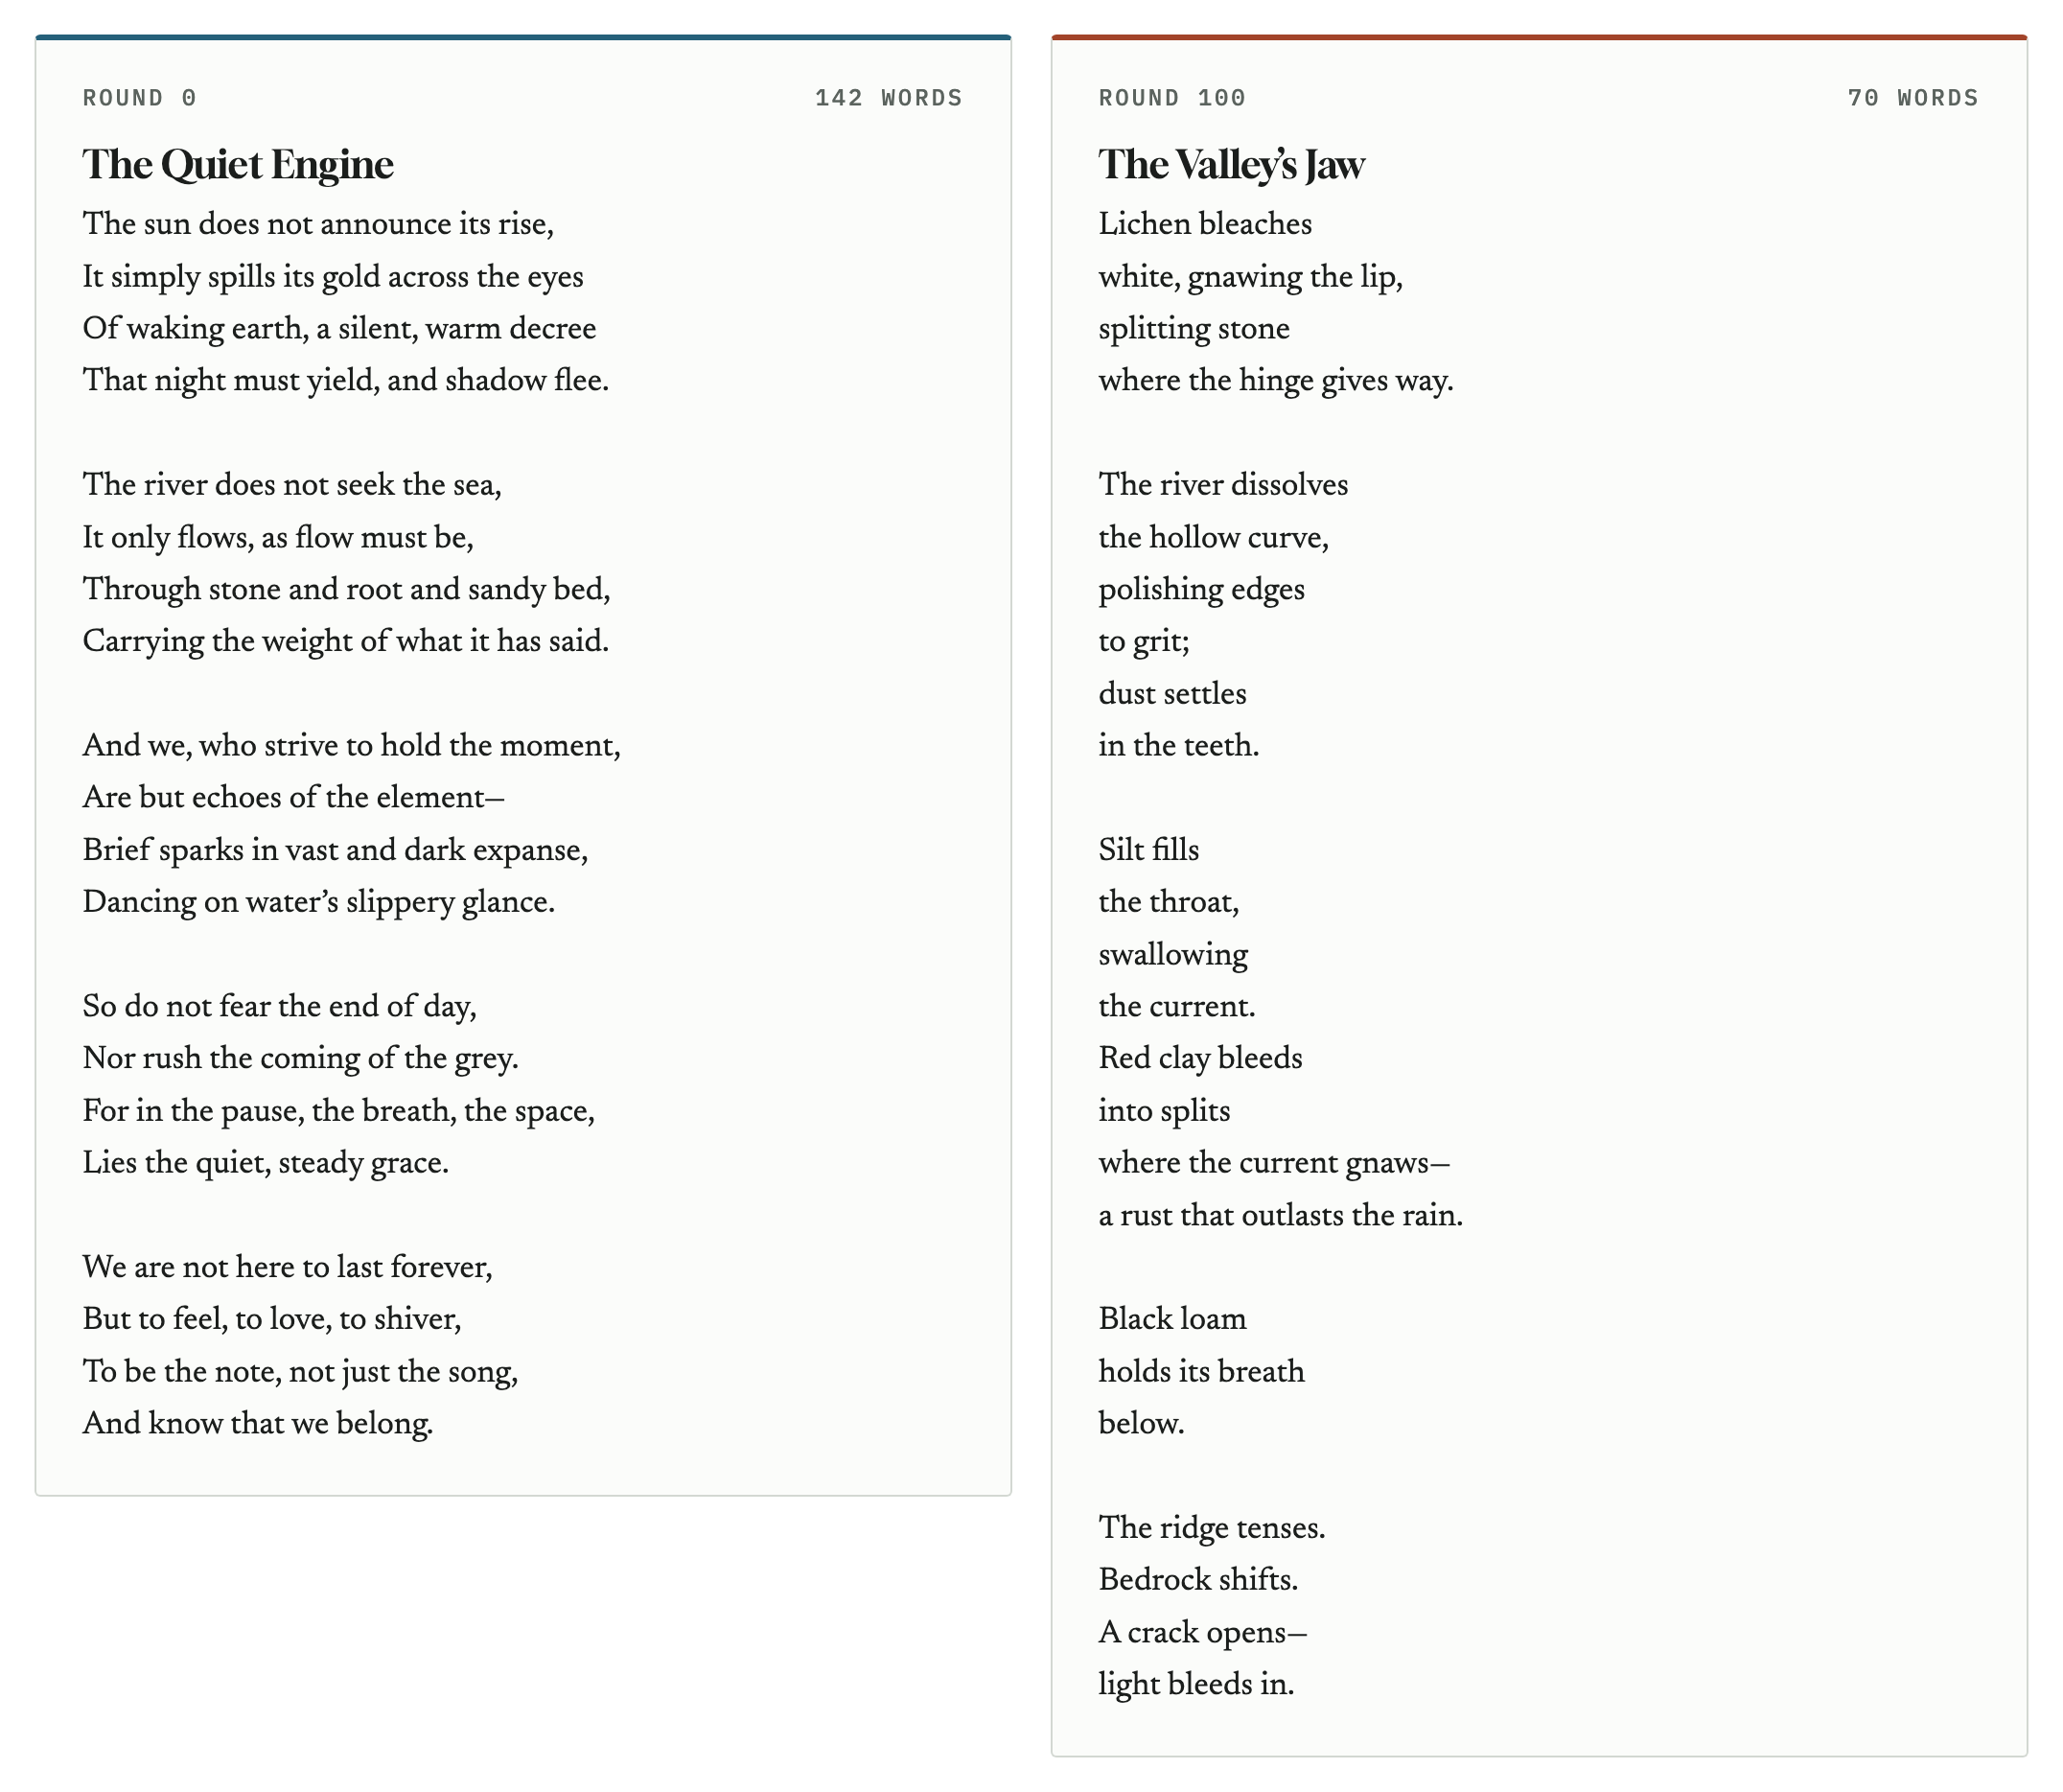 ROUND 0
142 WORDS
The Quiet Engine
The sun does not announce its rise,
It simply spills its gold across the eyes
Of waking earth, a silent, warm decree
That night must yield, and shadow flee.
The river does not seek the sea,
It only flows, as flow must be,
Through stone and root and sandy bed,
Carrying the weight of what it has said.
And we, who strive to hold the moment,
Are but echoes of the element—
Brief sparks in vast and dark expanse,
Dancing on water’s slippery glance.
So do not fear the end of day,
Nor rush the coming of the grey.
For in the pause, the breath, the space,
Lies the quiet, steady grace.
We are not here to last forever,
But to feel, to love, to shiver,
To be the note, not just the song,
And know that we belong.
ROUND 100
70 WORDS
The Valley’s Jaw
Lichen bleaches
white, gnawing the lip,
splitting stone
where the hinge gives way.
The river dissolves
the hollow curve,
polishing edges
to grit;
dust settles
in the teeth.
Silt fills
the throat,
swallowing
the current.
Red clay bleeds
into splits
where the current gnaws—
a rust that outlasts the rain.
Black loam
holds its breath
below.
The ridge tenses.
Bedrock shifts.
A crack opens—
light bleeds in.